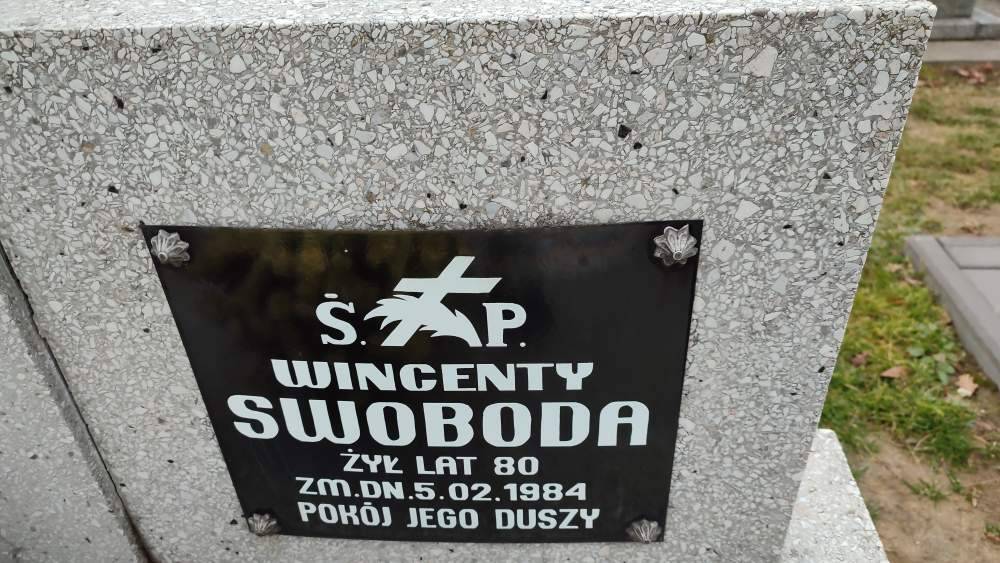 Ś. P.
WINCENTY
SWOBODA
ŻYŁ LAT 80
ZM.DN.5.02.1984
POKÓJ JEGO DUSZY